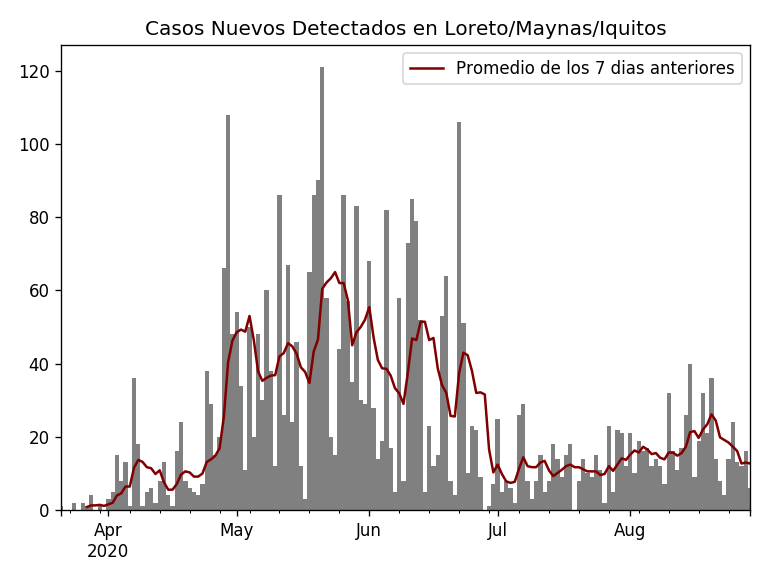 Casos Nuevos Detectados en Loreto/Maynas/Iquitos
Promedio de los 7 dias anteriores
120
100
80
60
40
20
0
Apr
2020
May
Jun
Jul
Aug